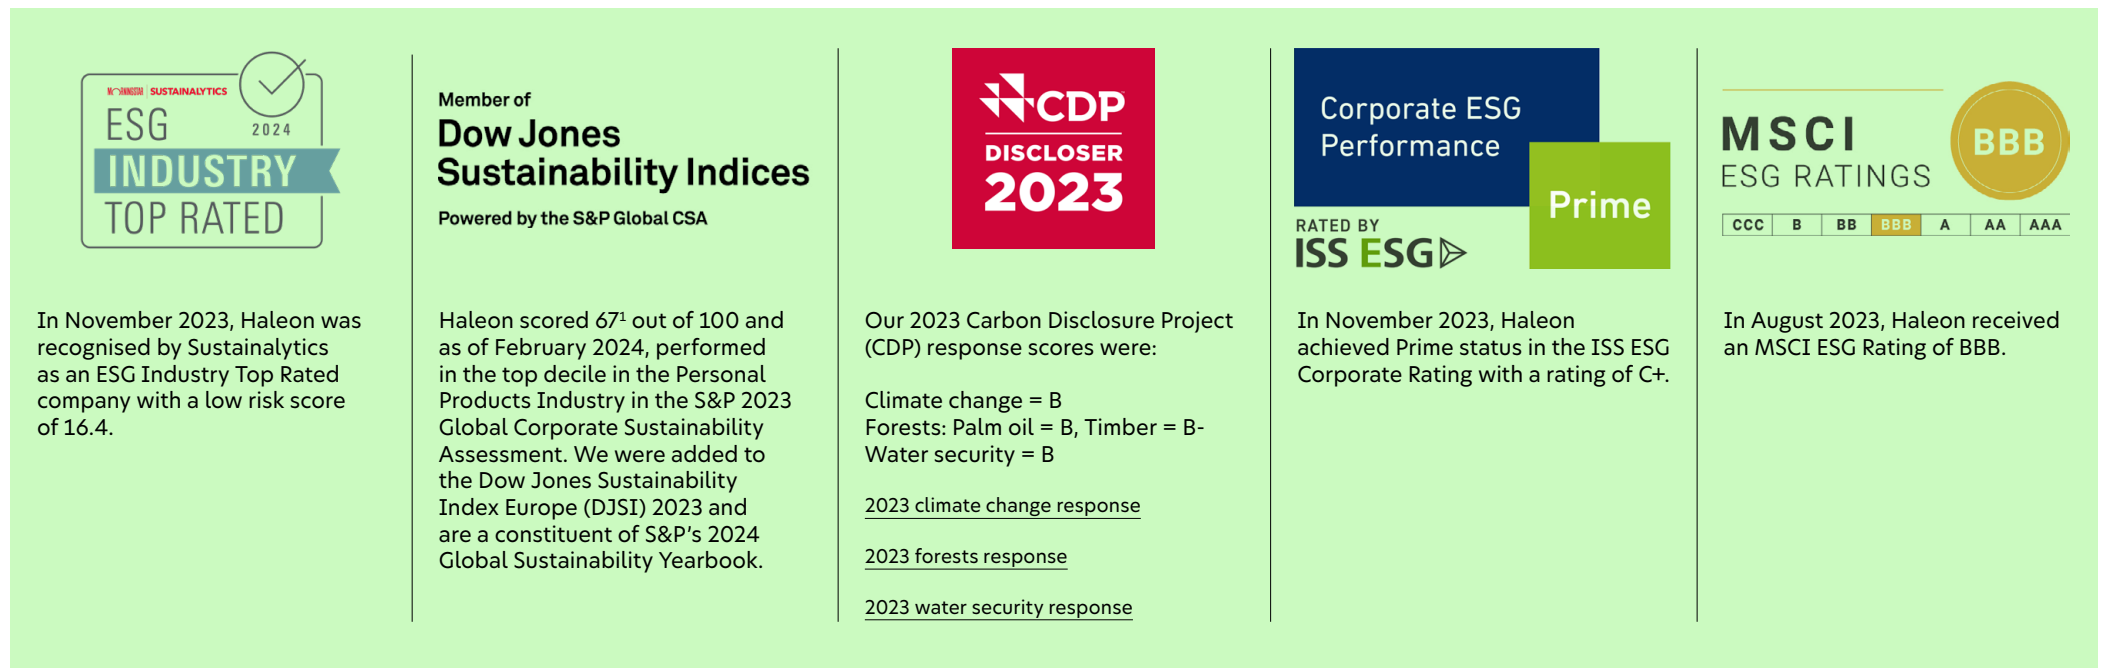 MORNINGSTAR | SUSTAINALYTICS
ESG
2024
INDUSTRY
TOP RATED
In November 2023, Haleon was
recognised by Sustainalytics
as an ESG Industry Top Rated
company with a low risk score
of 16.4.
Member of
Dow Jones
Sustainability Indices
Powered by the S&P Global CSA
Haleon scored 67¹ out of 100 and
as of February 2024, performed
in the top decile in the Personal
Products Industry in the S&P 2023
Global Corporate Sustainability
Assessment. We were added to
the Dow Jones Sustainability
Index Europe (DJSI) 2023 and
are a constituent of S&P’s 2024
Global Sustainability Yearbook.
CDP
DISCLOSER
2023
Our 2023 Carbon Disclosure Project
(CDP) response scores were:
Climate change = B
Forests: Palm oil = B, Timber = B-
Water security = B
2023 climate change response
2023 forests response
2023 water security response
Corporate ESG
Performance
Prime
RATED BY
ISS ESG
In November 2023, Haleon
achieved Prime status in the ISS ESG
Corporate Rating with a rating of C+.
MSCI
ESG RATINGS
BBB
CCC B BB BBB A AA AAA
In August 2023, Haleon received
an MSCI ESG Rating of BBB.